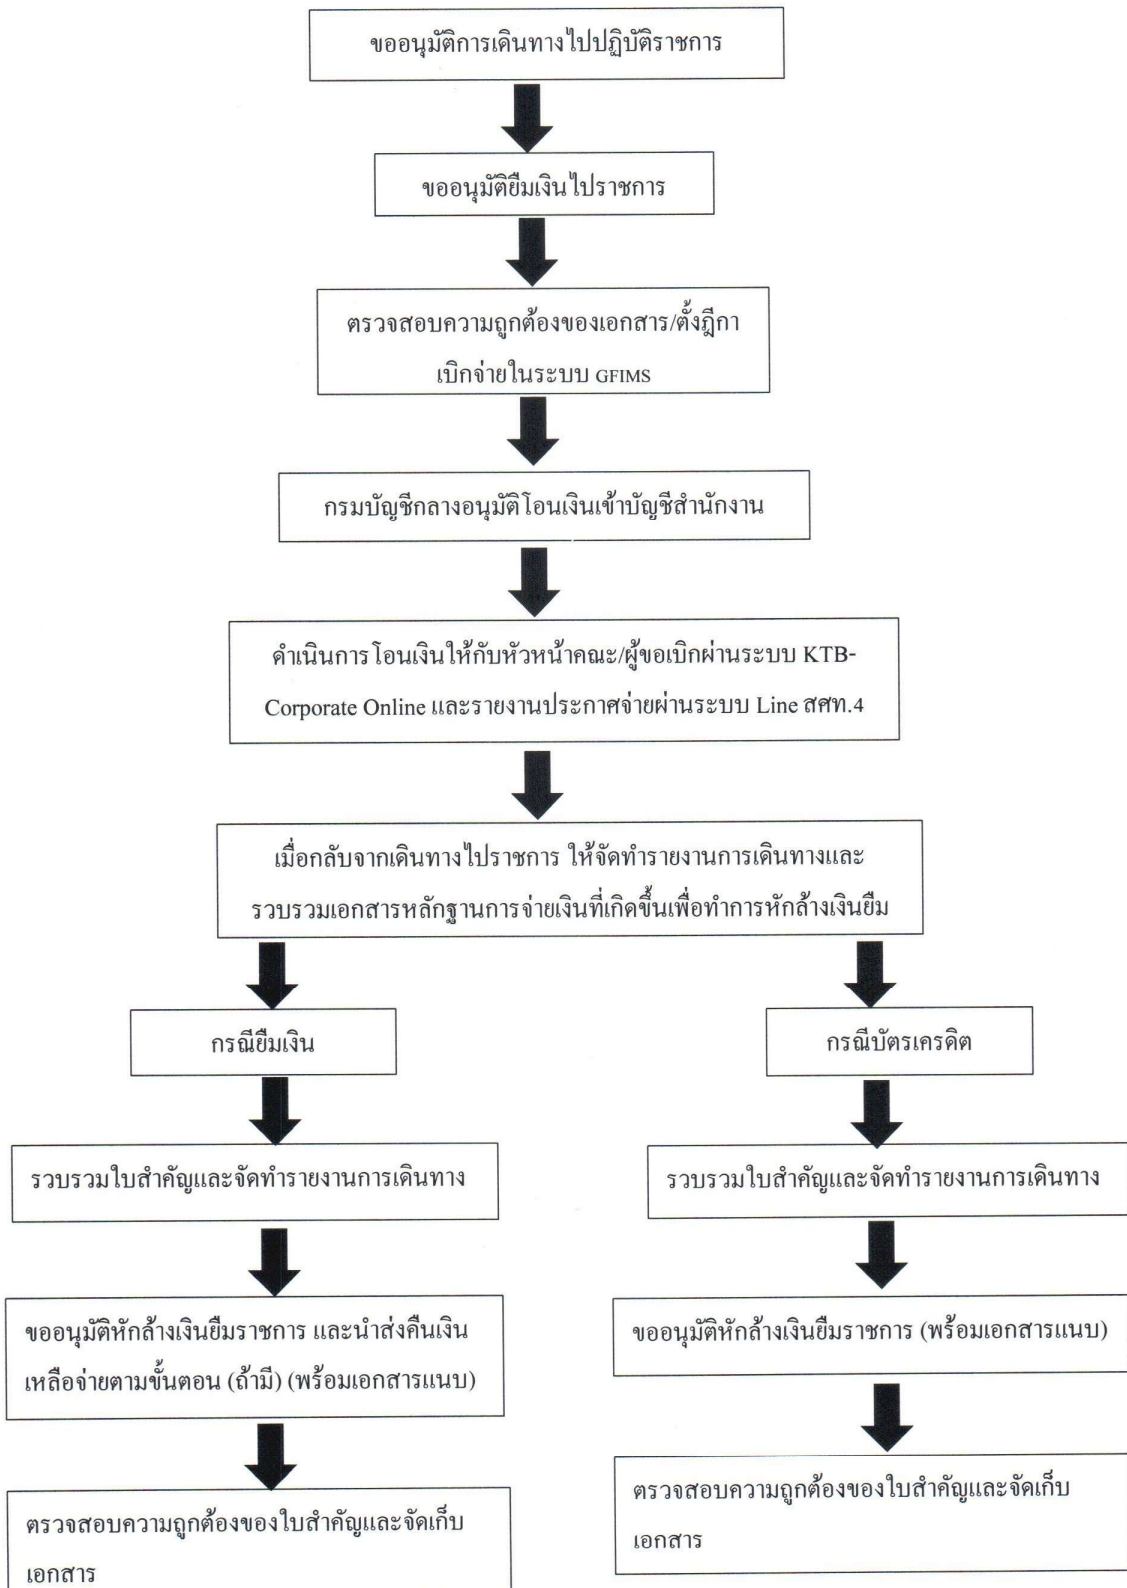 ขออนุมัติการเดินทางไปปฏิบัติราชการ
ขออนุมัติยืมเงินไปราชการ
ตรวจสอบความถูกต้องของเอกสาร/ตั้งฎีกา
เบิกจ่ายในระบบ GFIMS
กรมบัญชีกลางอนุมัติโอนเงินเข้าบัญชีสำนักงาน
ดำเนินการโอนเงินให้กับหัวหน้าคณะ/ผู้ขอเบิกผ่านระบบ KTB-
Corporate Online และรายงานประกาศจ่ายผ่านระบบ Line สศท.4
เมื่อกลับจากเดินทางไปราชการ ให้จัดทำรายงานการเดินทางและ
รวบรวมเอกสารหลักฐานการจ่ายเงินที่เกิดขึ้นเพื่อทำการหักล้างเงินยืม
กรณียืมเงิน
รวบรวมใบสำคัญและจัดทำรายงานการเดินทาง
ขออนุมัติหักล้างเงินยืมราชการ และนำส่งคืนเงิน
เหลือจ่ายตามขั้นตอน (ถ้ามี) (พร้อมเอกสารแนบ)
ตรวจสอบความถูกต้องของใบสำคัญและจัดเก็บ
เอกสาร
กรณีบัตรเครดิต
รวบรวมใบสำคัญและจัดทำรายงานการเดินทาง
ขออนุมัติหักล้างเงินยืมราชการ (พร้อมเอกสารแนบ)
ตรวจสอบความถูกต้องของใบสำคัญและจัดเก็บ
เอกสาร